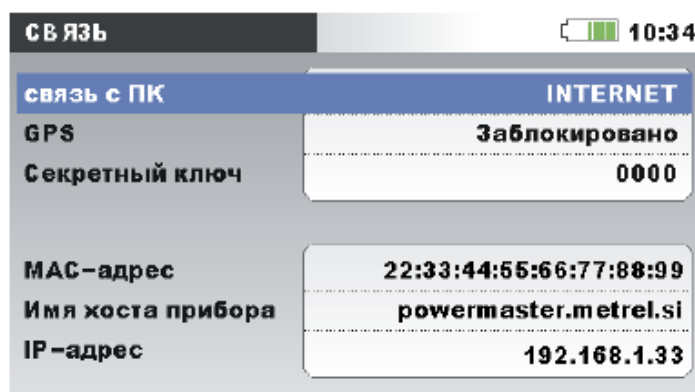 СВЯЗЬ 10:34
связь с ПК INTERNET
GPS Заблокировано
Секретный ключ 0000
MAC-адрес 22:33:44:55:66:77:88:99
Имя хоста прибора powermaster.metrel.si
IP-адрес 192.168.1.33